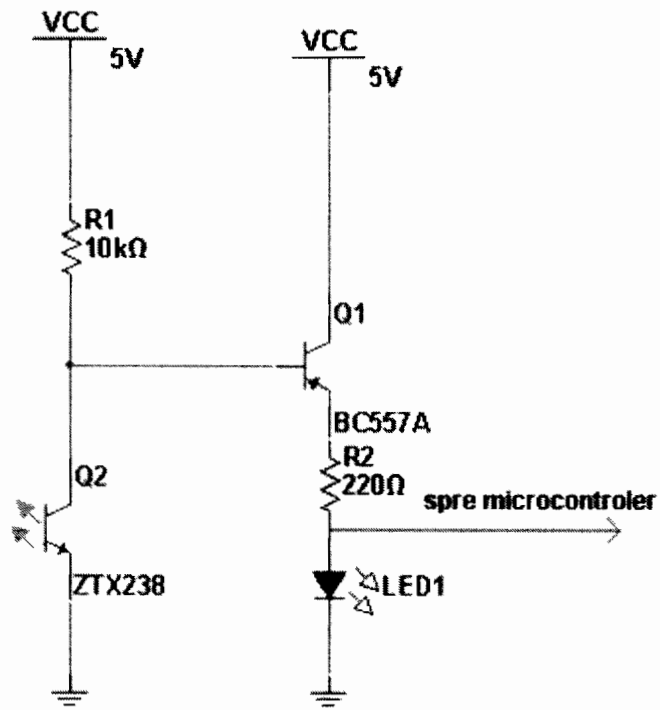 VCC
5V
VCC
5V
R1
10kΩ
Q1
BC557A
R2
220Ω
Q2
spre microcontroler
ZTX238
LED1